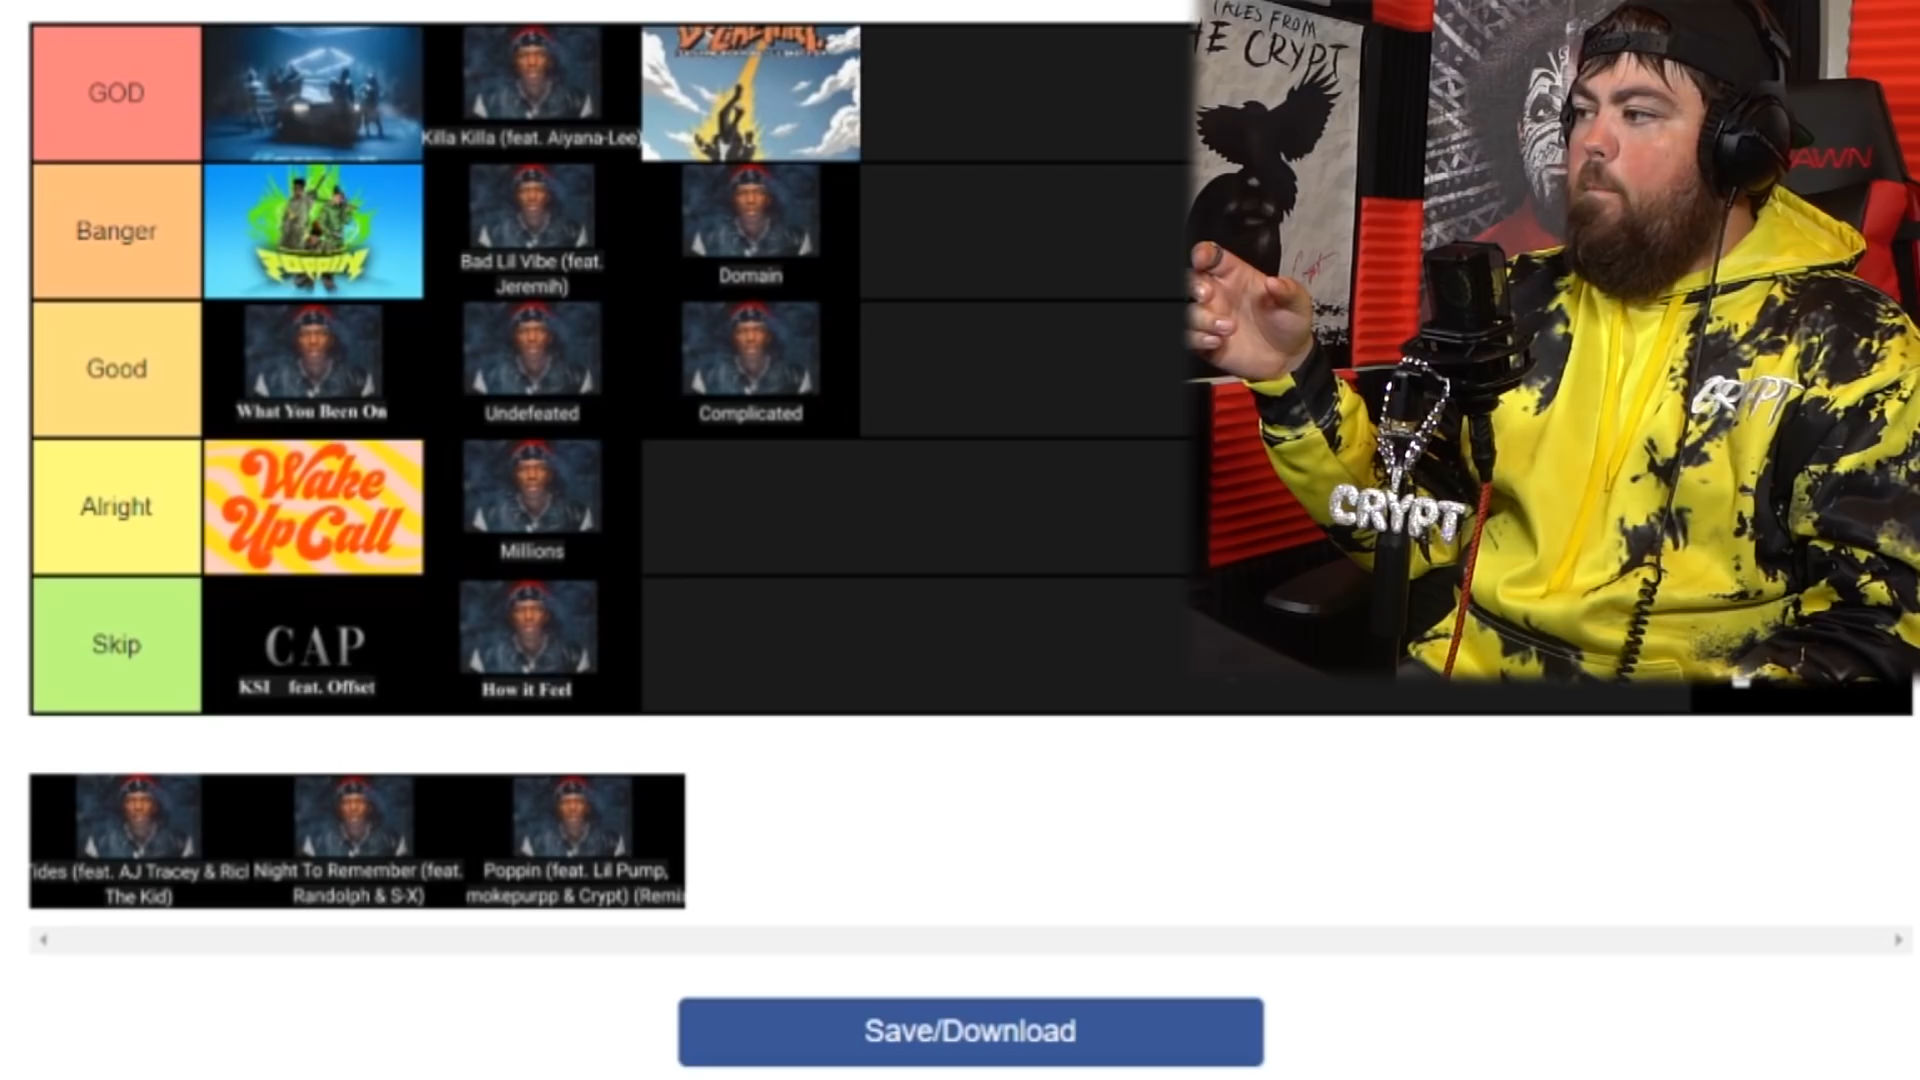 GOD
Killa Killa (feat. Aiyana-Lee)
TALES FROM
THE CRYPT
Banger
POPPIN
Bad Lil Vibe (feat.
Jeremih)
Domain
Good
What You Been On
Undefeated
Complicated
CRYPT
Alright
Wake
Up Call
Millions
CRYPT
Skip
CAP
KSI feat. Offset
How it Feel
ides (feat. AJ Tracey & Ricl
The Kid)
Night To Remember (feat.
Randolph & S-X)
Poppin (feat. Lil Pump,
mokepurpp & Crypt) (Remi
Save/Download